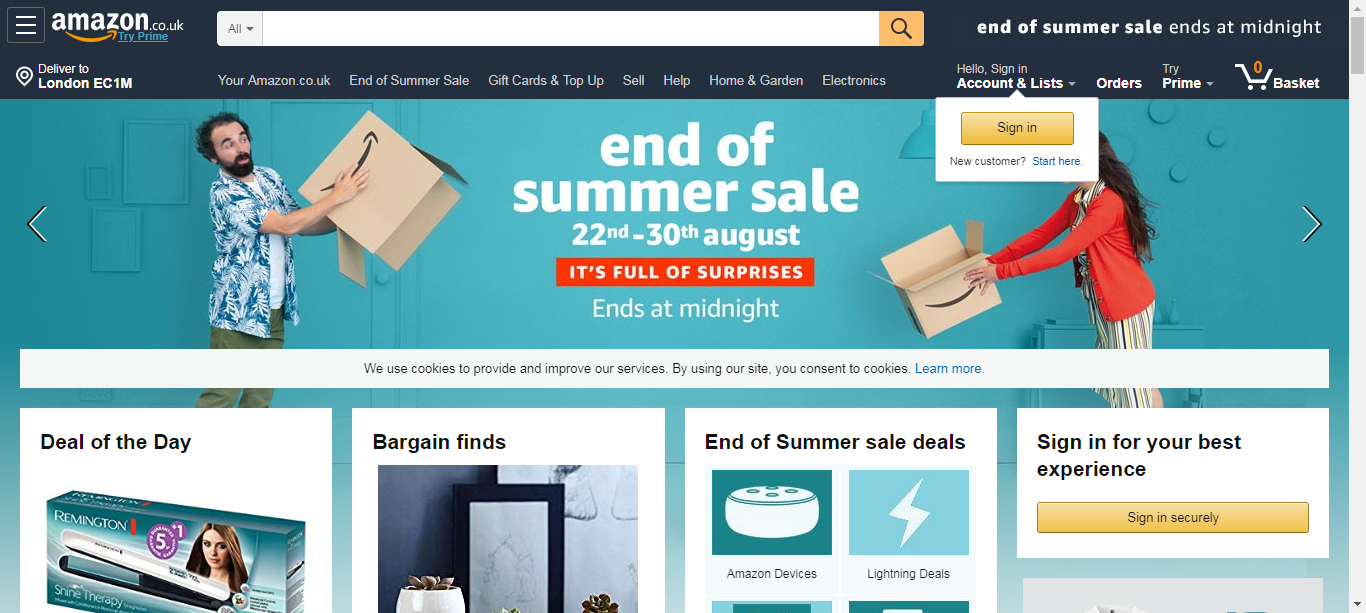 amazon.co.uk
Try Prime
All
end of summer sale ends at midnight
Deliver to
London EC1M
Your Amazon.co.uk
End of Summer Sale
Gift Cards & Top Up
Sell
Help
Home & Garden
Electronics
Hello, Sign in
Account & Lists
Orders
Try
Prime
0
Basket
Sign in
New customer? Start here.
end of
summer sale
22nd-30th august
IT'S FULL OF SURPRISES
Ends at midnight
We use cookies to provide and improve our services. By using our site, you consent to cookies. Learn more.
Deal of the Day
REMINGTON
REMINGTON
5
+1
Shine Therapy
Bargain finds
End of Summer sale deals
Amazon Devices
Lightning Deals
Sign in for your best
experience
Sign in securely